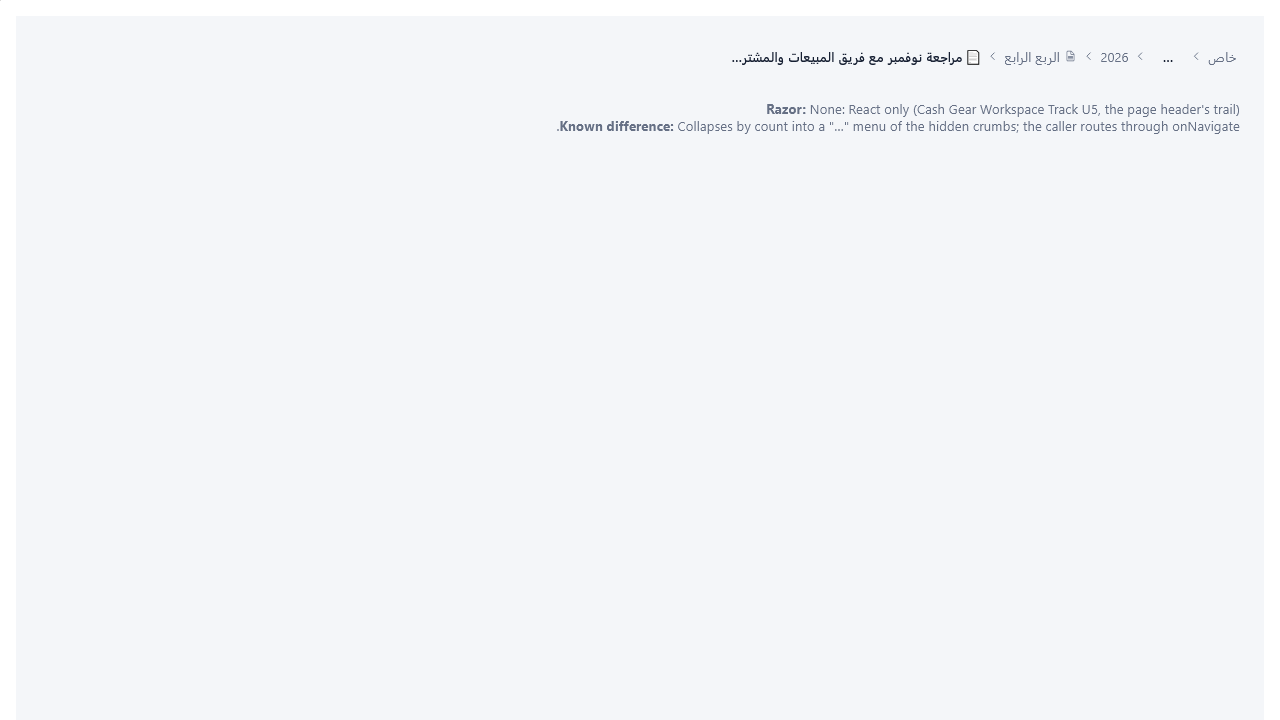 خاص ... 2026 الربع الرابع مراجعة نوفمبر مع فريق المبيعات والمشتر...
Razor: None: React only (Cash Gear Workspace Track U5, the page header's trail)
Known difference: Collapses by count into a "..." menu of the hidden crumbs; the caller routes through onNavigate.